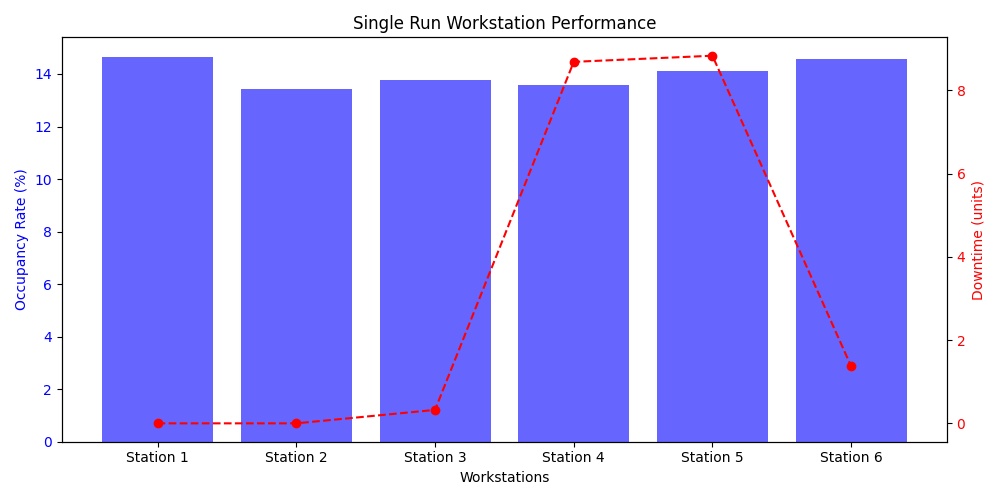 Single Run Workstation Performance
Occupancy Rate (%)
14
12
10
8
6
4
2
0
8
6
4
2
0
Downtime (units)
Station 1 Station 2 Station 3 Station 4 Station 5 Station 6
Workstations